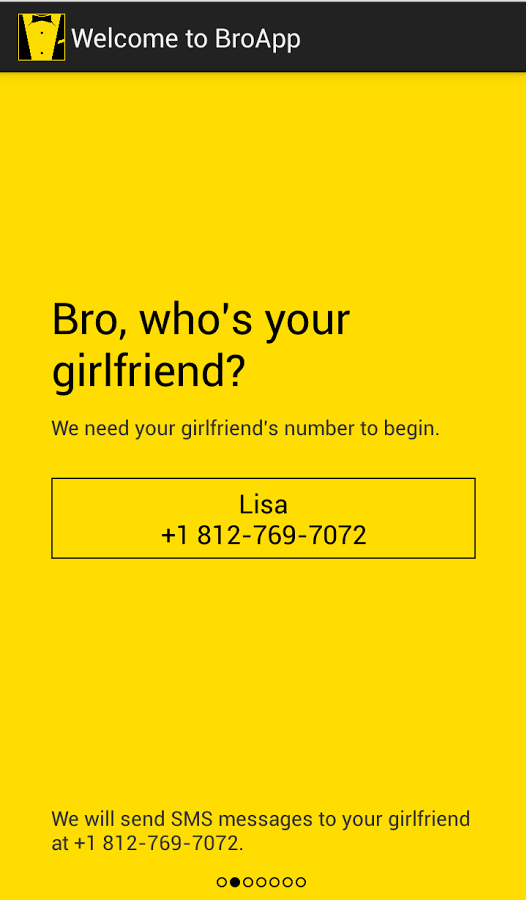 Welcome to BroApp
Bro, who's your
girlfriend?
We need your girlfriend's number to begin.
Lisa
+1 812-769-7072
We will send SMS messages to your girlfriend
at +1 812-769-7072.